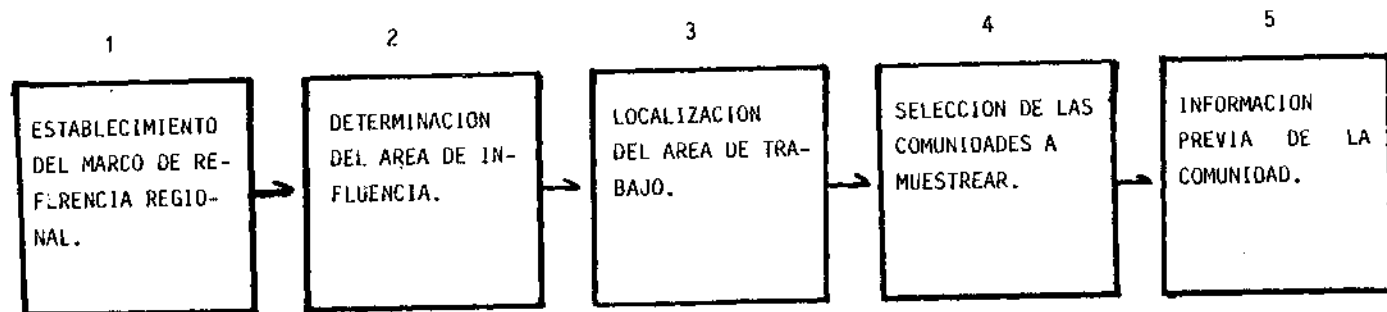 1
2
3
4
5
ESTABLECIMIENTO
DEL MARCO DE RE-
FERENCIA REGIO-
NAL.
DETERMINACION
DEL AREA DE IN-
FLUENCIA.
LOCALIZACION
DEL AREA DE TRA-
BAJO.
SELECCION DE LAS
COMUNIDADES A
MUESTREAR.
INFORMACION
PREVIA DE LA
COMUNIDAD.